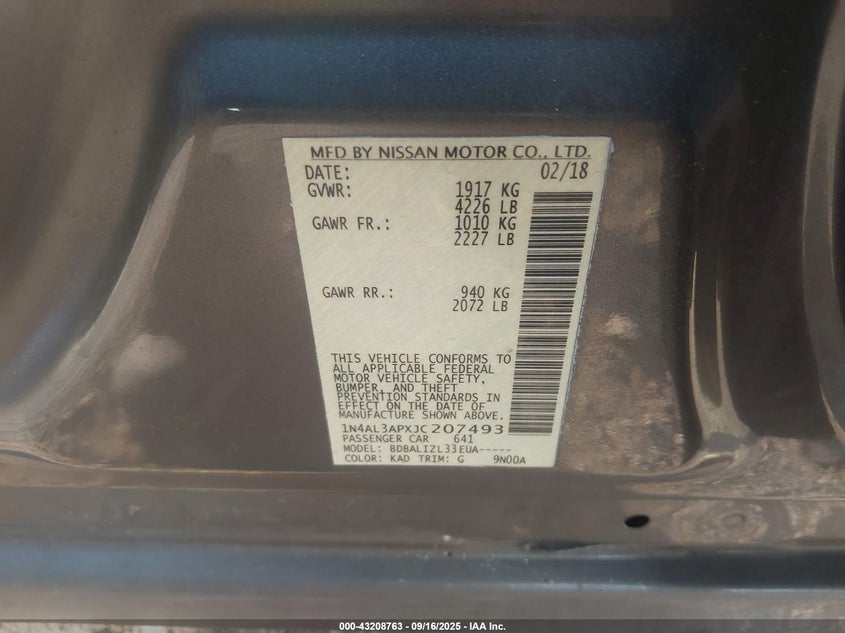 MFD BY NISSAN MOTOR CO., LTD.
DATE: 02/18
GVWR: 1917 KG
4226 LB
GAWR FR.: 1010 KG
2227 LB
GAWR RR.: 940 KG
2072 LB
THIS VEHICLE CONFORMS TO
ALL APPLICABLE FEDERAL
MOTOR VEHICLE SAFETY,
BUMPER, AND THEFT
PREVENTION STANDARDS IN
EFFECT ON THE DATE OF
MANUFACTURE SHOWN ABOVE.
1N4AL3APXJC207493
PASSENGER CAR 641
MODEL: BDBALIZL33EUA-----
COLOR: KAD TRIM: G 9N00A
000-43208763 - 09/16/2025 - IAA Inc.